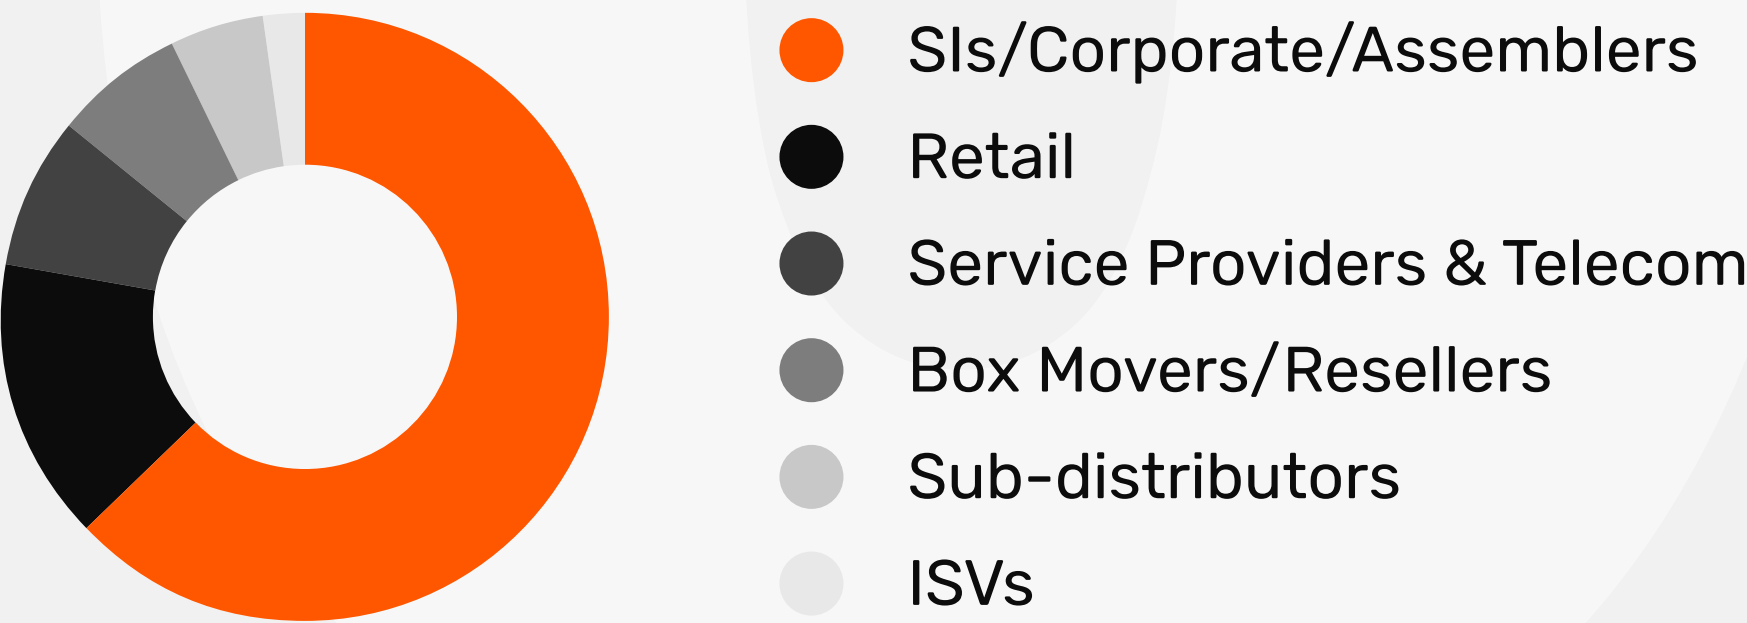 SIs/Corporate/Assemblers
Retail
Service Providers & Telecom
Box Movers/Resellers
Sub-distributors
ISVs